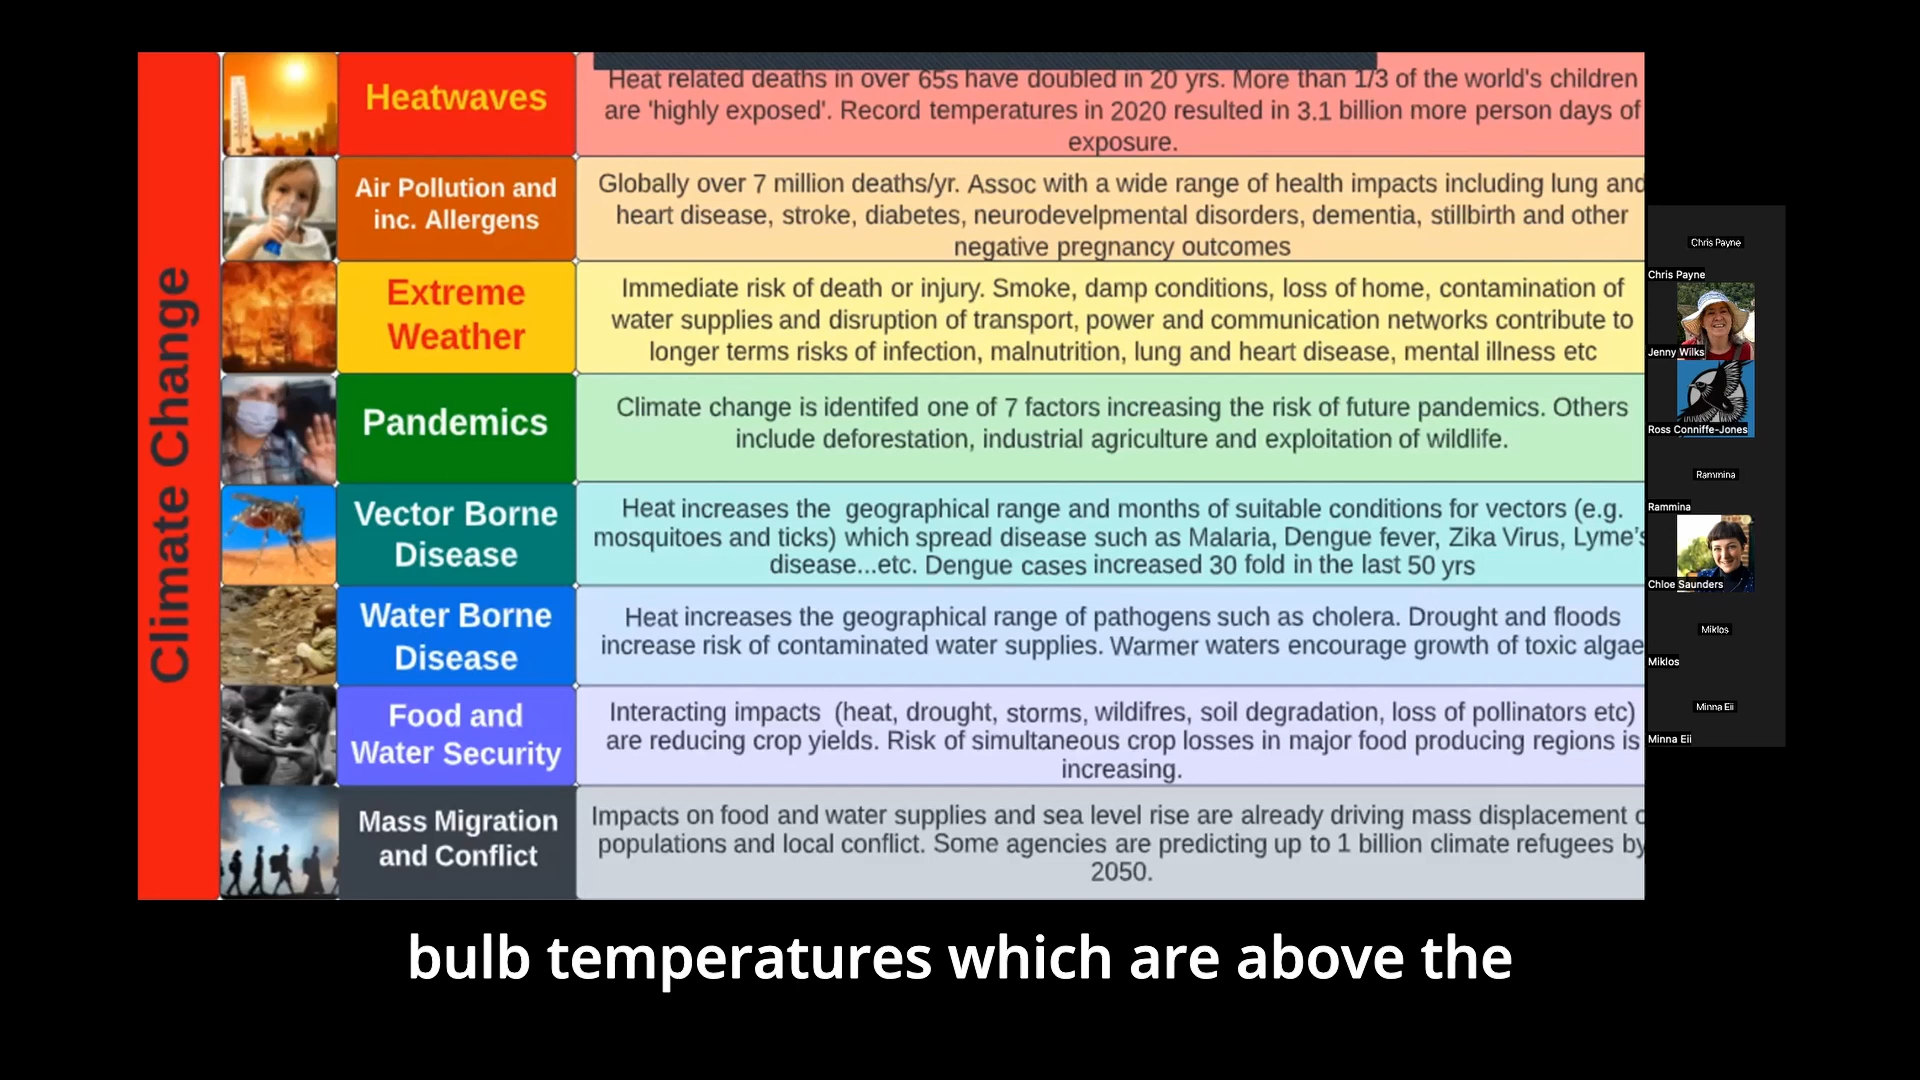 Climate Change
Heatwaves
Heat related deaths in over 65s have doubled in 20 yrs. More than 1/3 of the world's children
are 'highly exposed'. Record temperatures in 2020 resulted in 3.1 billion more person days of
exposure.
Air Pollution and
inc. Allergens
Globally over 7 million deaths/yr. Assoc with a wide range of health impacts including lung and
heart disease, stroke, diabetes, neurodevelpmental disorders, dementia, stillbirth and other
negative pregnancy outcomes
Extreme
Weather
Immediate risk of death or injury. Smoke, damp conditions, loss of home, contamination of
water supplies and disruption of transport, power and communication networks contribute to
longer terms risks of infection, malnutrition, lung and heart disease, mental illness etc
Pandemics
Climate change is identifed one of 7 factors increasing the risk of future pandemics. Others
include deforestation, industrial agriculture and exploitation of wildlife.
Vector Borne
Disease
Heat increases the geographical range and months of suitable conditions for vectors (e.g.
mosquitoes and ticks) which spread disease such as Malaria, Dengue fever, Zika Virus, Lyme's
disease...etc. Dengue cases increased 30 fold in the last 50 yrs
Water Borne
Disease
Heat increases the geographical range of pathogens such as cholera. Drought and floods
increase risk of contaminated water supplies. Warmer waters encourage growth of toxic algae
Food and
Water Security
Interacting impacts (heat, drought, storms, wildifres, soil degradation, loss of pollinators etc)
are reducing crop yields. Risk of simultaneous crop losses in major food producing regions is
increasing.
Mass Migration
and Conflict
Impacts on food and water supplies and sea level rise are already driving mass displacement
populations and local conflict. Some agencies are predicting up to 1 billion climate refugees by
2050.
Chris Payne
Chris Payne
Jenny Wilks
Ross Conniffe-Jones
Rammina
Rammina
Chloe Saunders
Miklos
Miklos
Minna Eii
Minna Eii
bulb temperatures which are above the